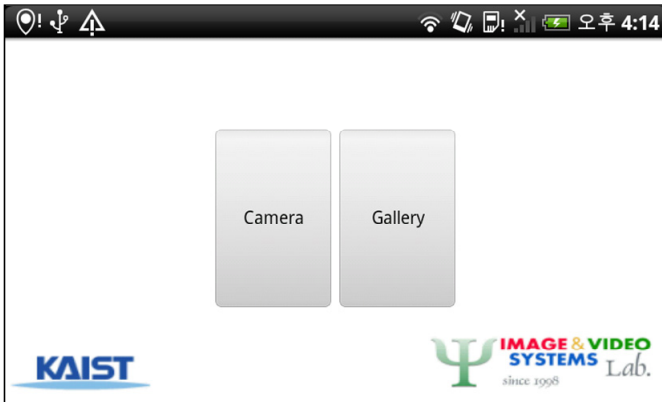 오후 4:14
Camera
Gallery
KAIST
IMAGE & VIDEO
SYSTEMS Lab.
since 1998